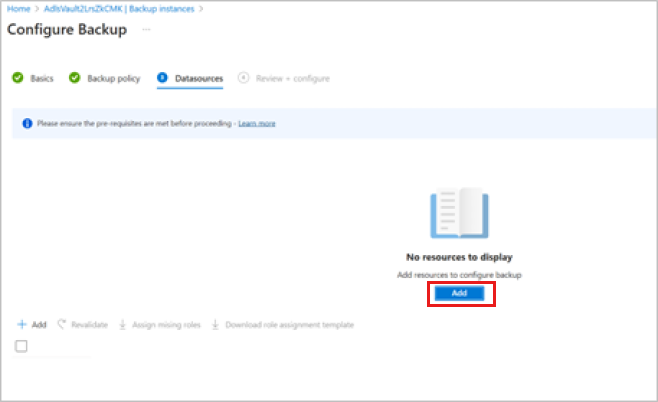 Home > AdlsVault2LrsZkCMK | Backup instances >
Configure Backup ...
Basics Backup policy 3 Datasources 4 Review + configure
Please ensure the pre-requisites are met before proceeding - Learn more
No resources to display
Add resources to configure backup
Add
+ Add Revalidate Assign mising roles Download role assignment template